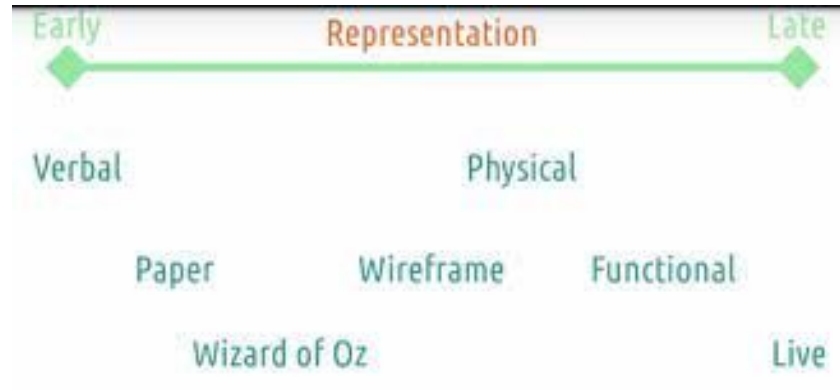 Early Representation Late
Verbal Physical
Paper Wireframe Functional
Wizard of Oz Live